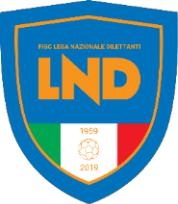 FIGC LEGA NAZIONALE DILETTANTI
LND
1959
2019